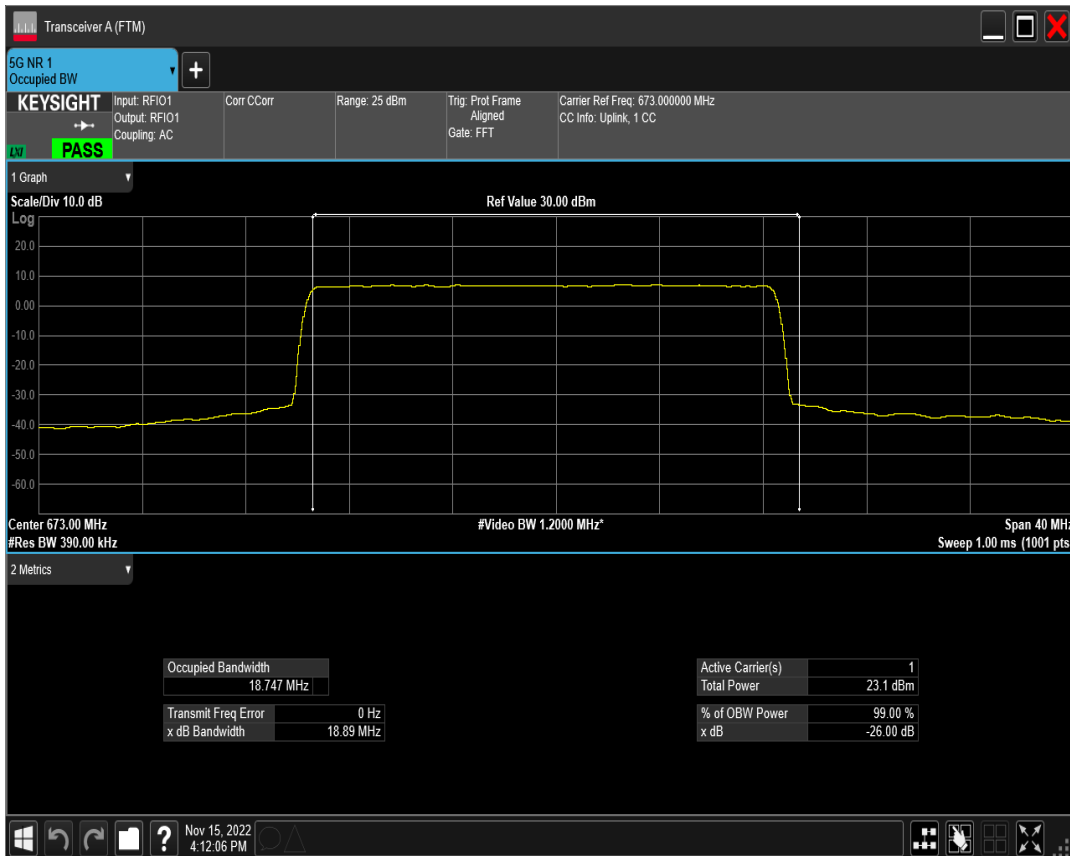 Transceiver A (FTM)
5G NR 1
Occupied BW
+
KEYSIGHT
LXI
PASS
Input: RFIO1
Output: RFIO1
Coupling: AC
Corr CCorr
Range: 25 dBm
Trig: Prot Frame
Aligned
Gate: FFT
Carrier Ref Freq: 673.000000 MHz
CC Info: Uplink, 1 CC
1 Graph
Scale/Div 10.0 dB
Ref Value 30.00 dBm
Log
20.0
10.0
0.00
-10.0
-20.0
-30.0
-40.0
-50.0
-60.0
Center 673.00 MHz
#Video BW 1.2000 MHz*
Span 40 MHz
#Res BW 390.00 kHz
Sweep 1.00 ms (1001 pts
2 Metrics
Occupied Bandwidth
18.747 MHz
Transmit Freq Error 0 Hz
x dB Bandwidth 18.89 MHz
Active Carrier(s) 1
Total Power 23.1 dBm
% of OBW Power 99.00 %
x dB -26.00 dB
?
Nov 15, 2022
4:12:06 PM